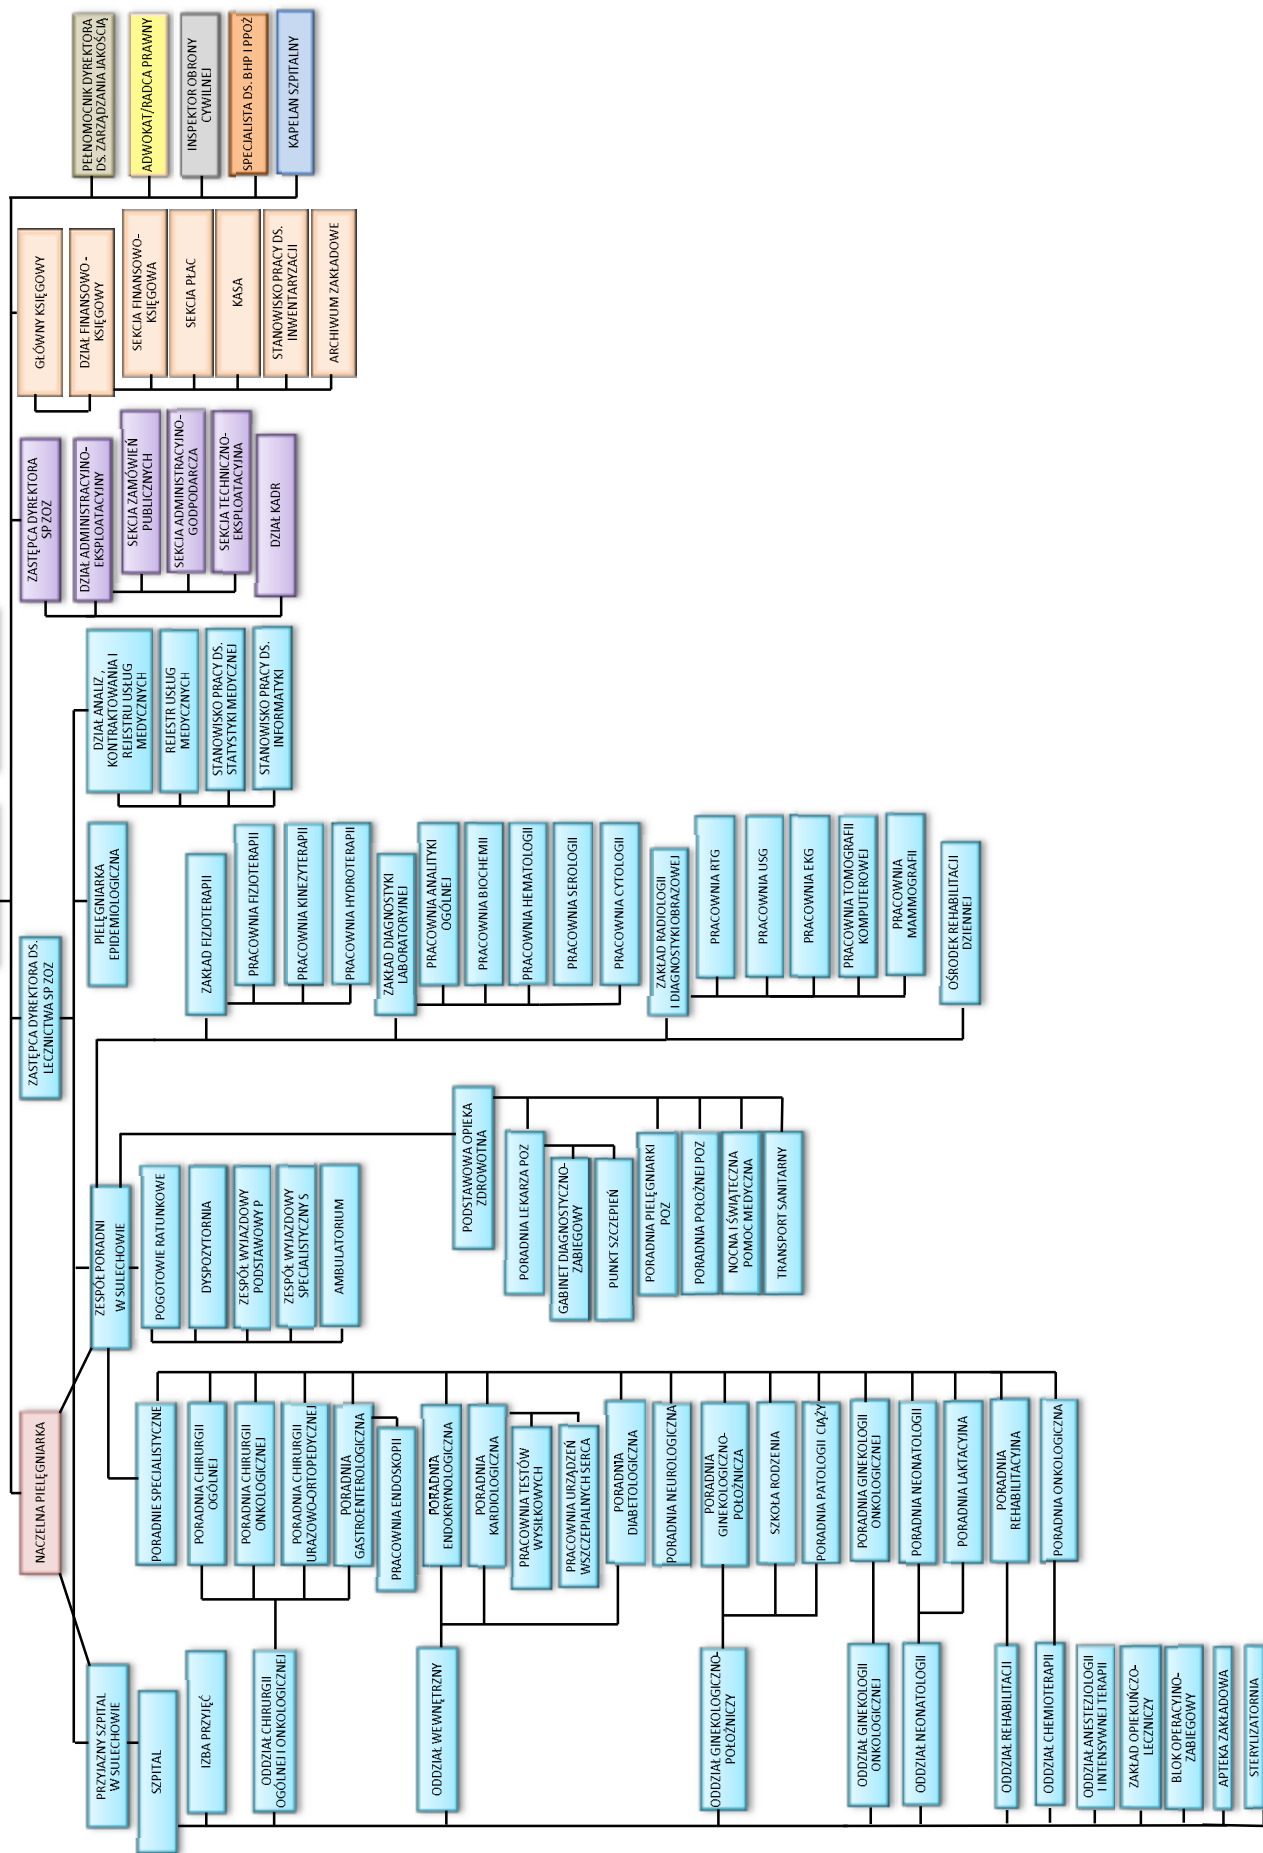 PRZYJAZNY SZPITAL
W SULECHOWIE
SZPITAL
IZBA PRZYJĘĆ
ODDZIAŁ CHIRURGII
OGÓLNEJ I ONKOLOGICZNEJ
ODDZIAŁ WEWNĘTRZNY
ODDZIAŁ GINEKOLOGICZNO-
POŁOŻNICZY
ODDZIAŁ GINEKOLOGII
ONKOLOGICZNEJ
ODDZIAŁ NEONATOLOGII
ODDZIAŁ REHABILITACJI
ODDZIAŁ CHEMIOTERAPII
ODDZIAŁ ANESTEZJOLOGII
I INTENSYWNEJ TERAPII
ZAKŁAD OPIEKUŃCZO-
LECZNICZY
BLOK OPERACYJNO-
ZABIEGOWY
APTEKA ZAKŁADOWA
STERYLIZATORNIA
NACZELNA PIELĘGNIARKA
PORADNIE SPECJALISTYCZNE
PORADNIA CHIRURGII
OGÓLNEJ
PORADNIA CHIRURGII
ONKOLOGICZNEJ
PORADNIA CHIRURGII
URAZOWO-ORTOPEDYCZNEJ
PORADNIA
GASTROENTEROLOGICZNA
PRACOWNIA ENDOSKOPII
PORADNIA
ENDOKRYNOLOGICZNA
PORADNIA
KARDIOLOGICZNA
PRACOWNIA TESTÓW
WYSIŁKOWYCH
PRACOWNIA URZĄDZEŃ
WSZCZEPIALNYCH SERCA
PORADNIA
DIABETOLOGICZNA
PORADNIA NEUROLOGICZNA
PORADNIA
GINEKOLOGICZNO-
POŁOŻNICZA
SZKOŁA RODZENIA
PORADNIA PATOLOGII CIĄŻY
PORADNIA GINEKOLOGII
ONKOLOGICZNEJ
PORADNIA NEONATOLOGII
PORADNIA LAKTACYJNA
PORADNIA
REHABILITACYJNA
PORADNIA ONKOLOGICZNA
ZESPÓŁ PORADNI
W SULECHOWIE
POGOTOWIE RATUNKOWE
DYSPOZYTORNIA
ZESPÓŁ WYJAZDOWY
PODSTAWOWY P
ZESPÓŁ WYJAZDOWY
SPECJALISTYCZNY S
AMBULATORIUM
PODSTAWOWA OPIEKA
ZDROWOTNA
PORADNIA LEKARZA POZ
GABINET DIAGNOSTYCZNO-
ZABIEGOWY
PUNKT SZCZEPIEŃ
PORADNIA PIELĘGNIARKI
POZ
PORADNIA POŁOŻNEJ POZ
NOCNA I ŚWIĄTECZNA
POMOC MEDYCZNA
TRANSPORT SANITARNY
ZASTĘPCA DYREKTORA DS.
LECZNICTWA SP ZOZ
PIELĘGNIARKA
EPIDEMIOLOGICZNA
ZAKŁAD FIZJOTERAPII
PRACOWNIA FIZJOTERAPII
PRACOWNIA KINEZYTERAPII
PRACOWNIA HYDROTERAPII
ZAKŁAD DIAGNOSTYKI
LABORATORYJNEJ
PRACOWNIA ANALITYKI
OGÓLNEJ
PRACOWNIA BIOCHEMII
PRACOWNIA HEMATOLOGII
PRACOWNIA SEROLOGII
PRACOWNIA CYTOLOGII
ZAKŁAD RADIOLOGII
I DIAGNOSTYKI OBRAZOWEJ
PRACOWNIA RTG
PRACOWNIA USG
PRACOWNIA EKG
PRACOWNIA TOMOGRAFII
KOMPUTEROWEJ
PRACOWNIA
MAMMOGRAFII
OŚRODEK REHABILITACJI
DZIENNEJ
DZIAŁ ANALIZ ,
KONTRAKTOWANIA I
REJESTRU USŁUG
MEDYCZNYCH
REJESTR USŁUG
MEDYCZNYCH
STANOWISKO PRACY DS.
STATYSTYKI MEDYCZNEJ
STANOWISKO PRACY DS.
INFORMATYKI
ZASTĘPCA DYREKTORA
SP ZOZ
DZIAŁ ADMINISTRACYJNO-
EKSPLOATACYJNY
SEKCJA ZAMÓWIEŃ
PUBLICZNYCH
SEKCJA ADMINISTRACYJNO-
GOSPODARCZA
SEKCJA TECHNICZNO-
EKSPLOATACYJNA
DZIAŁ KADR
GŁÓWNY KSIĘGOWY
DZIAŁ FINANSOWO -
KSIĘGOWY
SEKCJA FINANSOWO-
KSIĘGOWA
SEKCJA PŁAC
KASA
STANOWISKO PRACY DS.
INWENTARYZACJI
ARCHIWUM ZAKŁADOWE
PEŁNOMOCNIK DYREKTORA
DS. ZARZĄDZANIA JAKOŚCIĄ
ADWOKAT/RADCA PRAWNY
INSPEKTOR OBRONY
CYWILNEJ
SPECJALISTA DS. BHP I PPOŻ
KAPELAN SZPITALNY